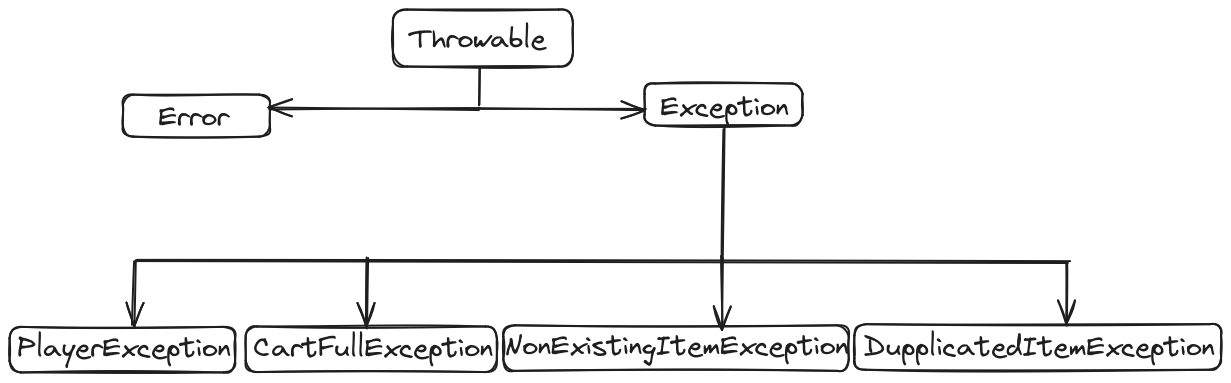 Throwable
Error
Exception
PlayerException
CartFullException
NonExistingItemException
DupplicatedItemException